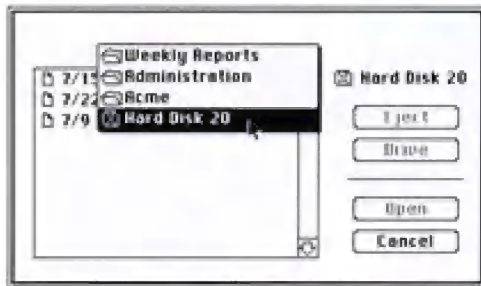 Weekly Reports
Administration
Acme
Hard Disk 20
7/15
7/22
7/9
Hard Disk 20
Eject
Drive
Open
Cancel